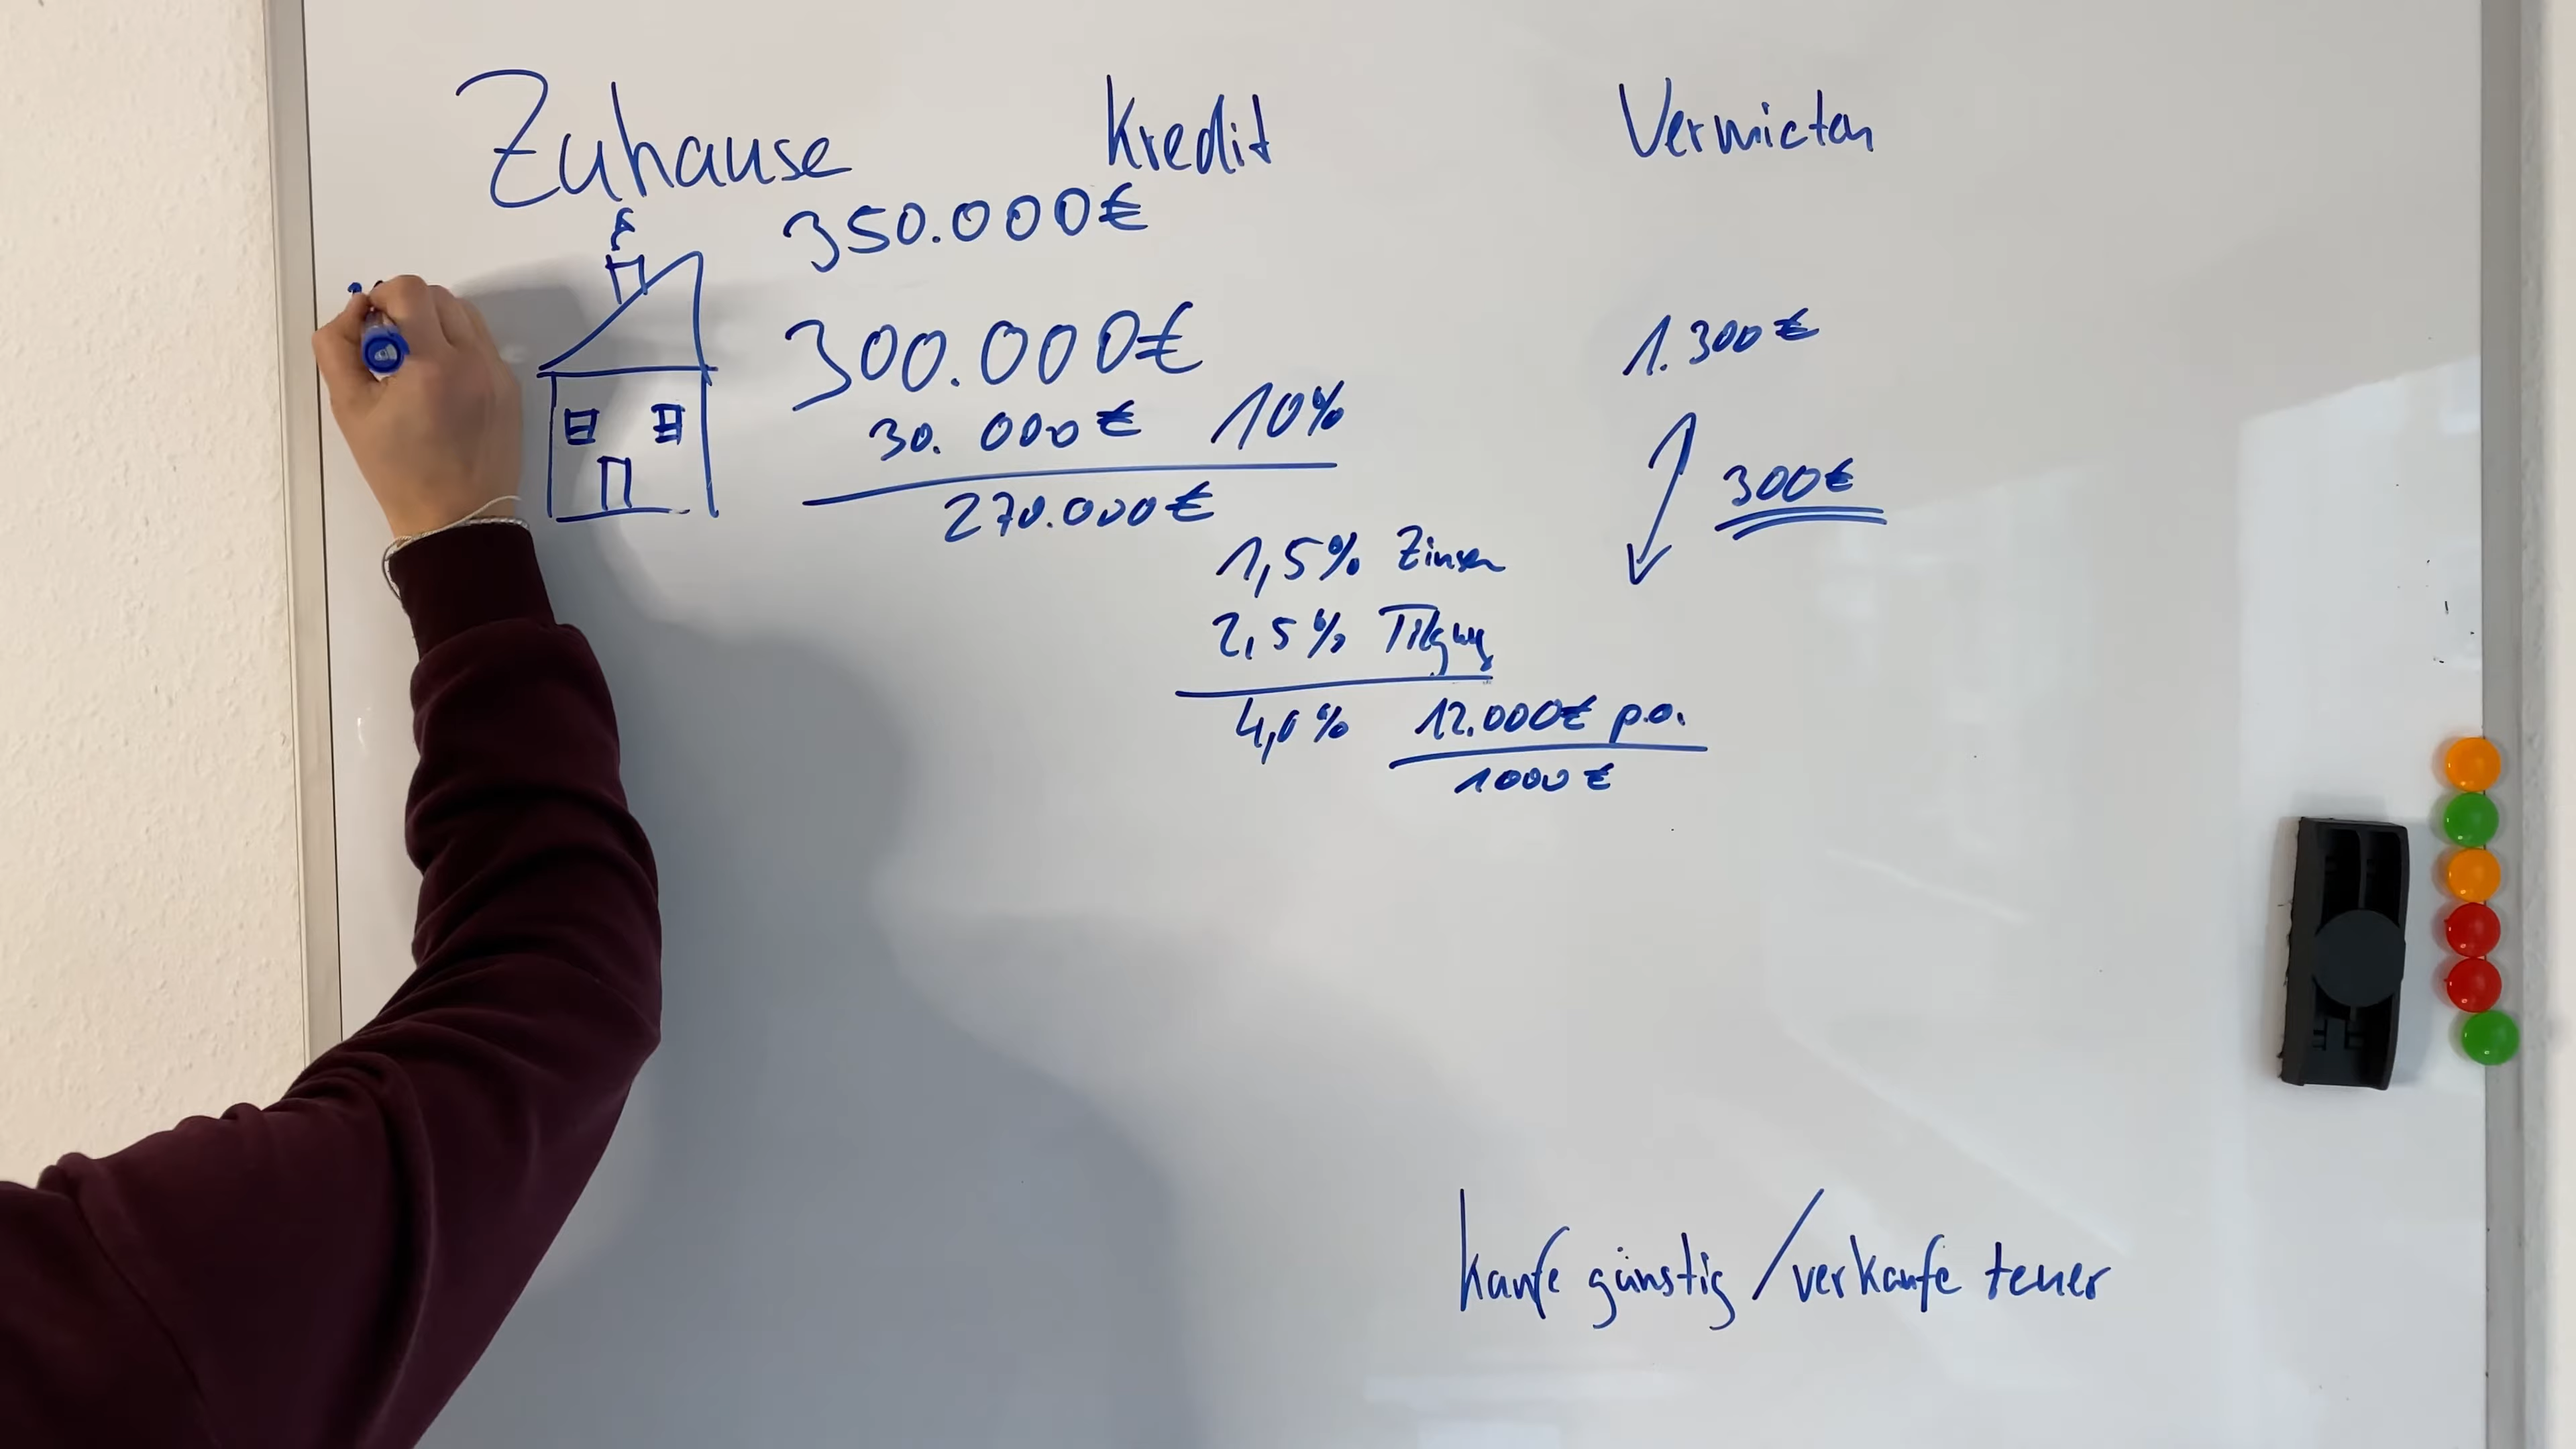 Zuhause Kredit Vermieten
350.000€
300.000€ 1.300€
30.000€ 10%
300€
270.000€
1,5% Zinsen
2,5% Tilgung
4,0% 12.000€ p.a.
1000€
kaufe günstig / verkaufe teuer